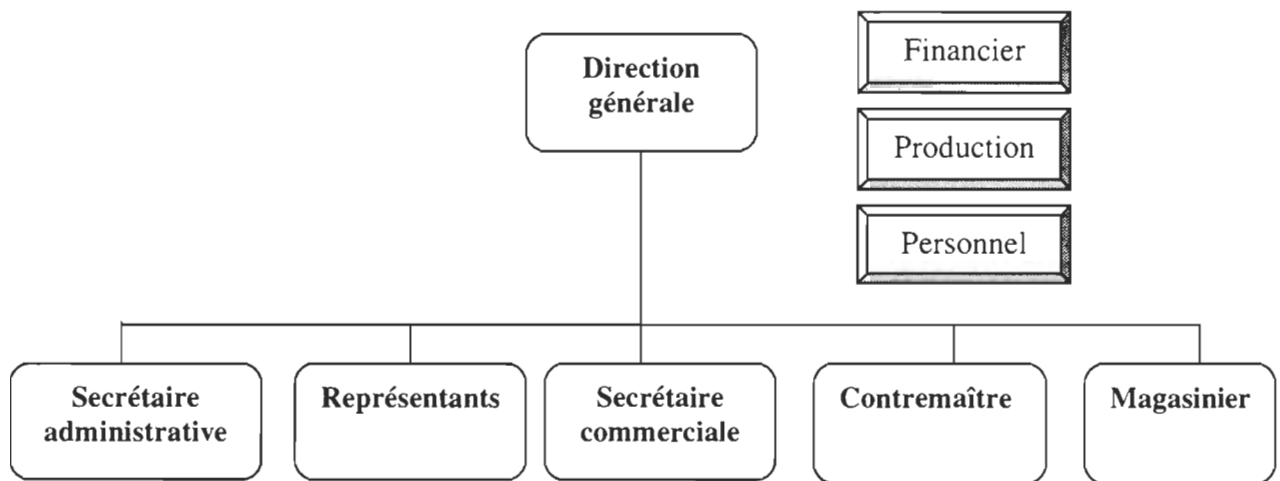 Direction
générale
Financier
Production
Personnel
Secrétaire
administrative
Représentants
Secrétaire
commerciale
Contremaître
Magasinier